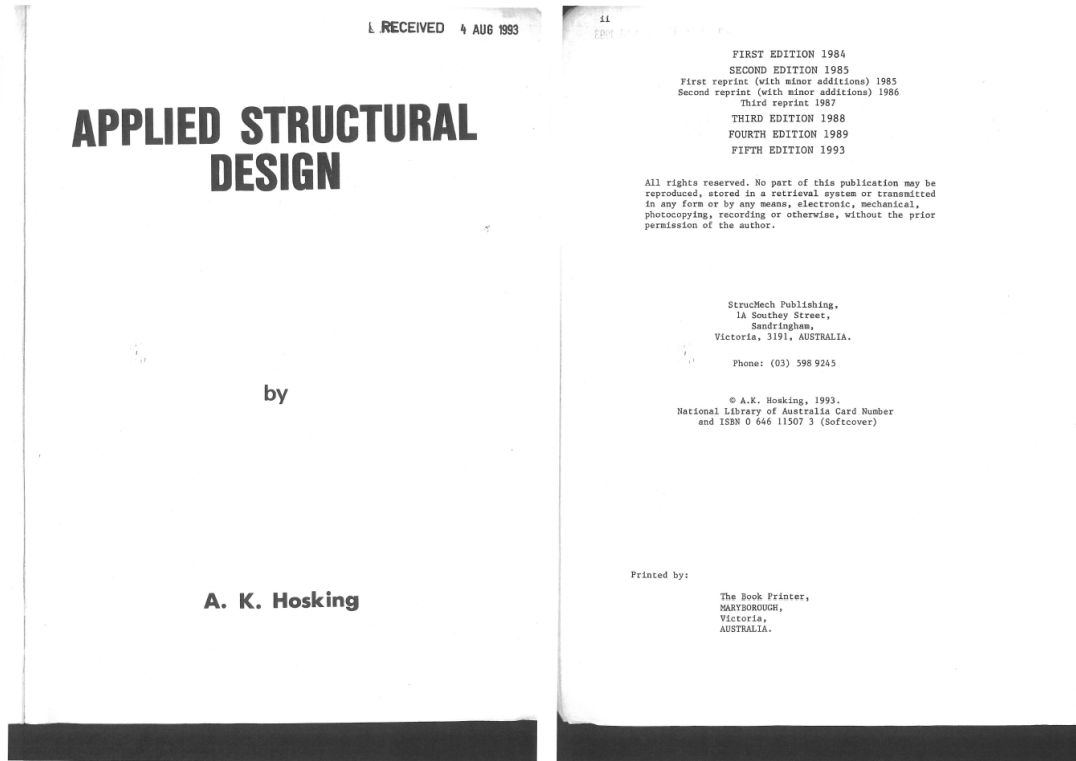 RECEIVED 4 AUG 1993
APPLIED STRUCTURAL
DESIGN
by
A. K. Hosking
ii
FIRST EDITION 1984
SECOND EDITION 1985
First reprint (with minor additions) 1985
Second reprint (with minor additions) 1986
Third reprint 1987
THIRD EDITION 1988
FOURTH EDITION 1989
FIFTH EDITION 1993
All rights reserved. No part of this publication may be
reproduced, stored in a retrieval system or transmitted
in any form or by any means, electronic, mechanical,
photocopying, recording or otherwise, without the prior
permission of the author.
StrucMech Publishing,
1A Southey Street,
Sandringham,
Victoria, 3191, AUSTRALIA.
Phone: (03) 598 9245
© A.K. Hosking, 1993.
National Library of Australia Card Number
and ISBN 0 646 11507 3 (Softcover)
Printed by:
The Book Printer,
MARYBOROUGH,
Victoria,
AUSTRALIA.